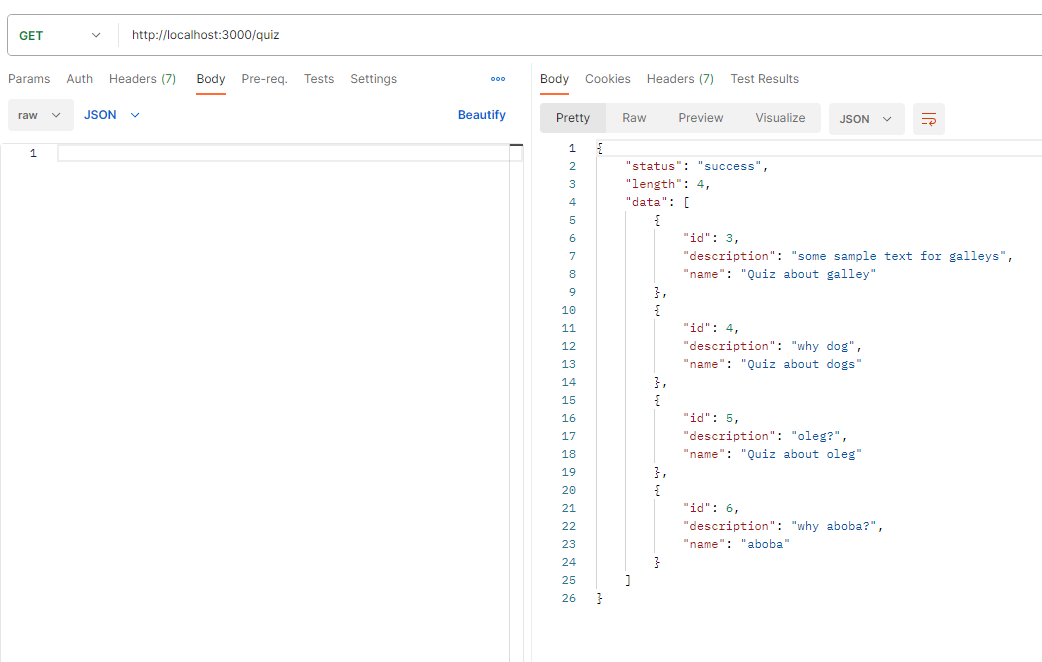 GET http://localhost:3000/quiz
Params Auth Headers (7) Body Pre-req. Tests Settings
raw JSON Beautify
1
Body Cookies Headers (7) Test Results
Pretty Raw Preview Visualize JSON
1 {
2 "status": "success",
3 "length": 4,
4 "data": [
5 {
6 "id": 3,
7 "description": "some sample text for galleys",
8 "name": "Quiz about galley"
9 },
10 {
11 "id": 4,
12 "description": "why dog",
13 "name": "Quiz about dogs"
14 },
15 {
16 "id": 5,
17 "description": "oleg?",
18 "name": "Quiz about oleg"
19 },
20 {
21 "id": 6,
22 "description": "why aboba?",
23 "name": "aboba"
24 }
25 ]
26 }